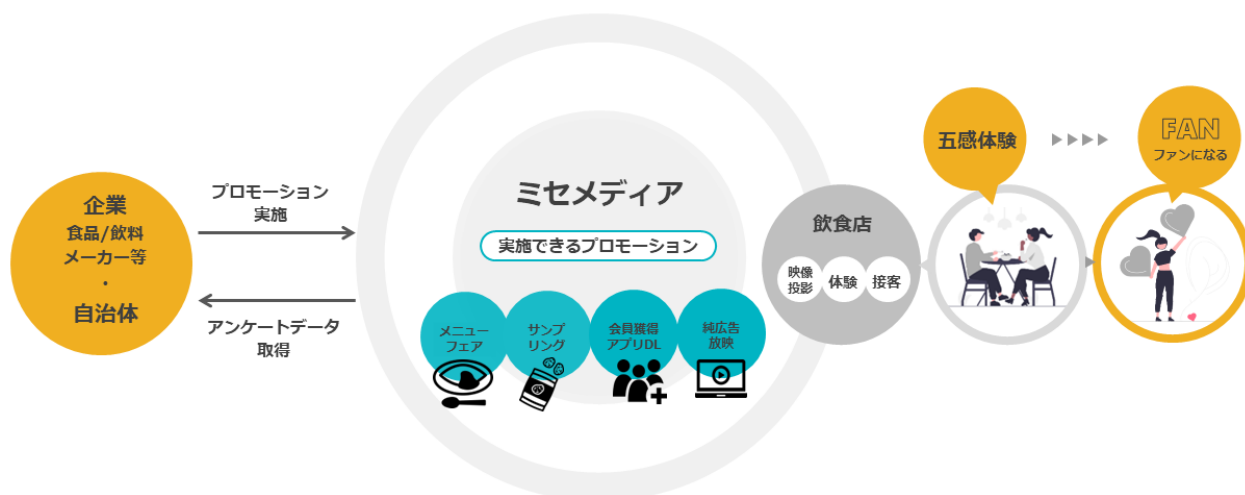 企業
食品/飲料
メーカー等
・
自治体
プロモーション
実施
アンケートデータ
取得
ミセメディア
実施できるプロモーション
メニュー
フェア
サンプ
リング
会員獲得
アプリDL
純広告
放映
飲食店
映像
投影
体験
接客
五感体験
FAN
ファンになる